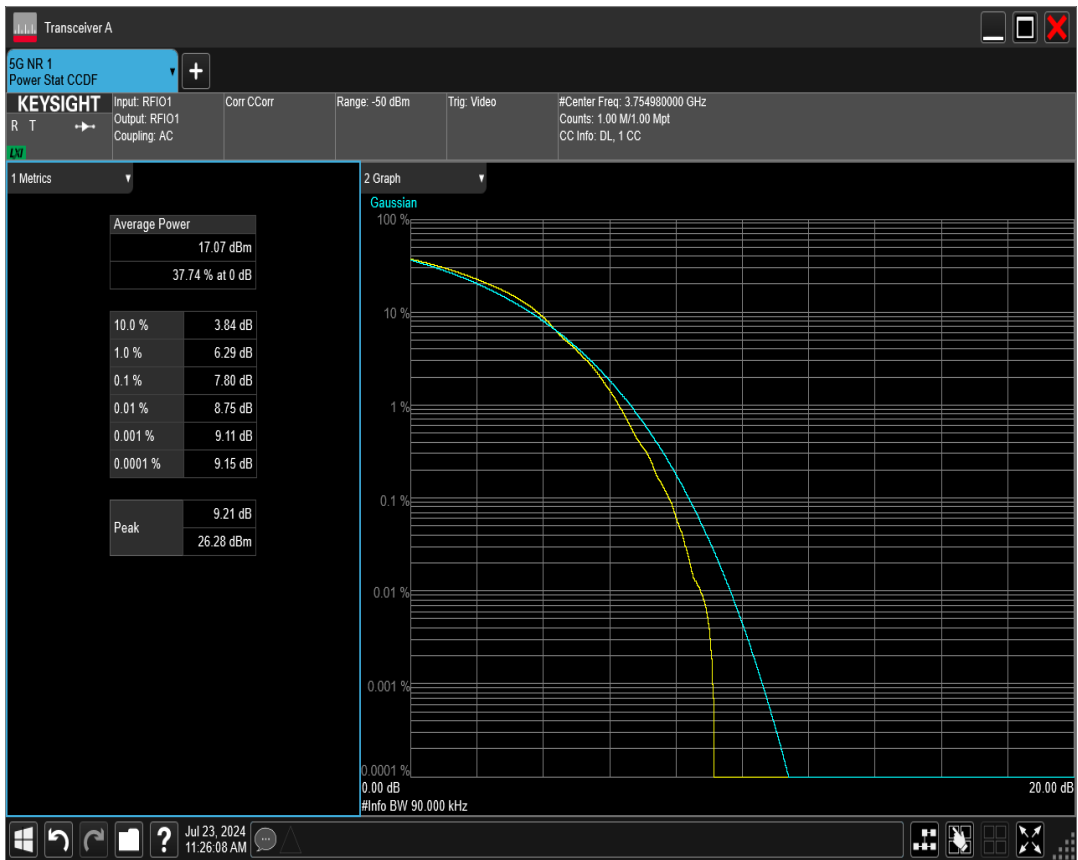 Transceiver A
5G NR 1
Power Stat CCDF
KEYSIGHT
R T
LXI
Input: RFIO1
Output: RFIO1
Coupling: AC
Corr CCorr
Range: -50 dBm
Trig: Video
#Center Freq: 3.754980000 GHz
Counts: 1.00 M/1.00 Mpt
CC Info: DL, 1 CC
1 Metrics
Average Power
17.07 dBm
37.74 % at 0 dB
10.0 % 3.84 dB
1.0 % 6.29 dB
0.1 % 7.80 dB
0.01 % 8.75 dB
0.001 % 9.11 dB
0.0001 % 9.15 dB
Peak
9.21 dB
26.28 dBm
2 Graph
Gaussian
100 %
10 %
1 %
0.1 %
0.01 %
0.001 %
0.0001 %
0.00 dB 20.00 dB
#Info BW 90.000 kHz
? Jul 23, 2024
11:26:08 AM